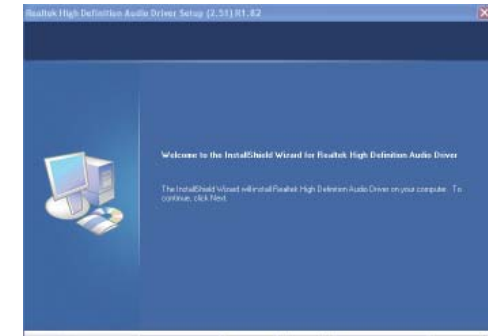 Realtek High Definition Audio Driver Setup (2.51) R1.82
Welcome to the InstallShield Wizard for Realtek High Definition Audio Driver
The InstallShield Wizard will install Realtek High Definition Audio Driver on your computer. To
continue, click Next.